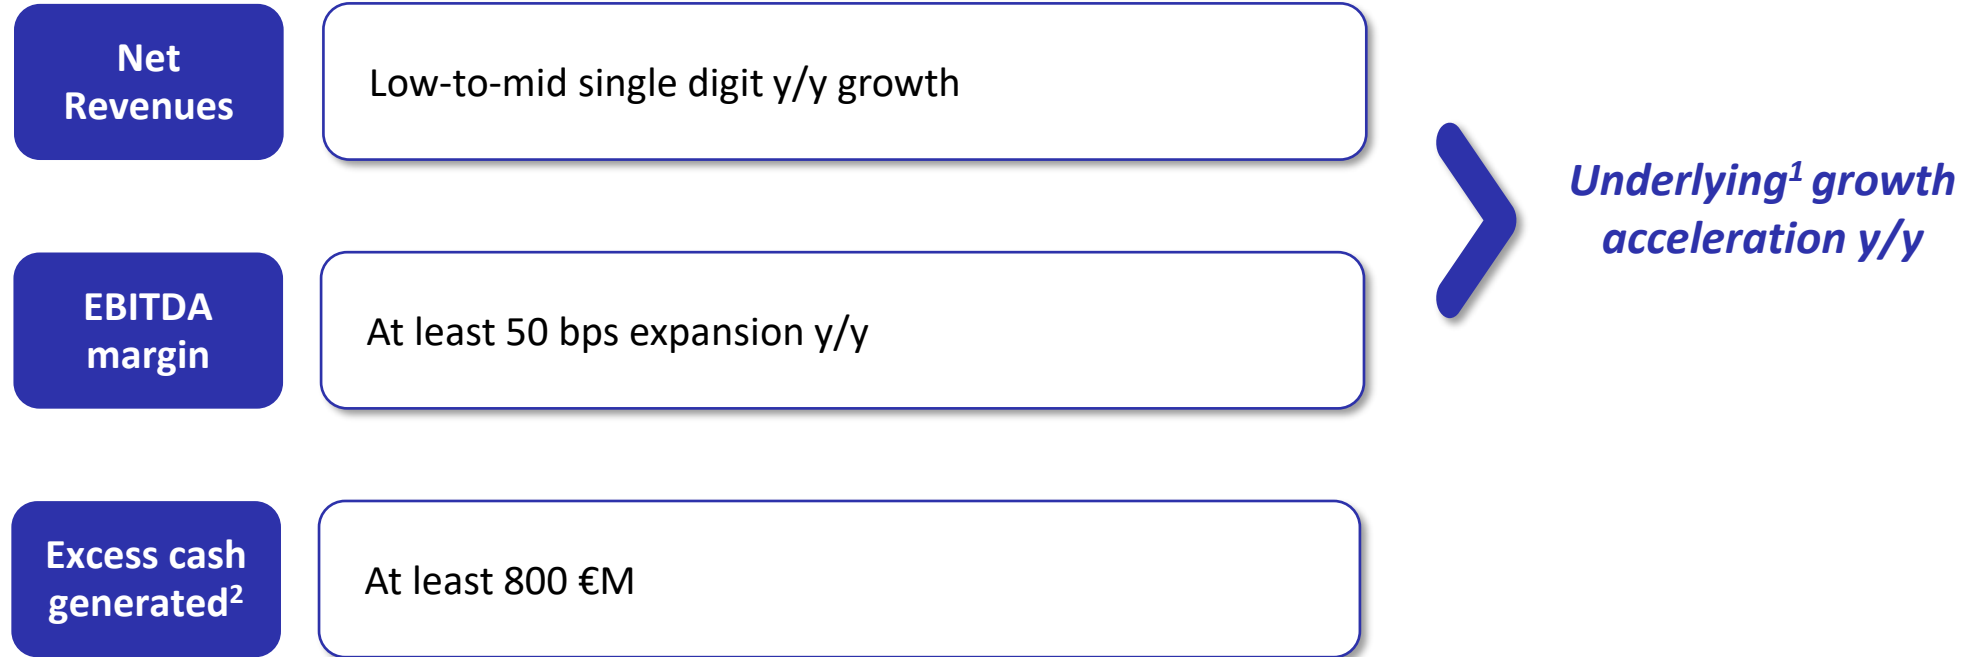 Net
Revenues
Low-to-mid single digit y/y growth
Underlying¹ growth
acceleration y/y
EBITDA
margin
At least 50 bps expansion y/y
Excess cash
generated²
At least 800 €M